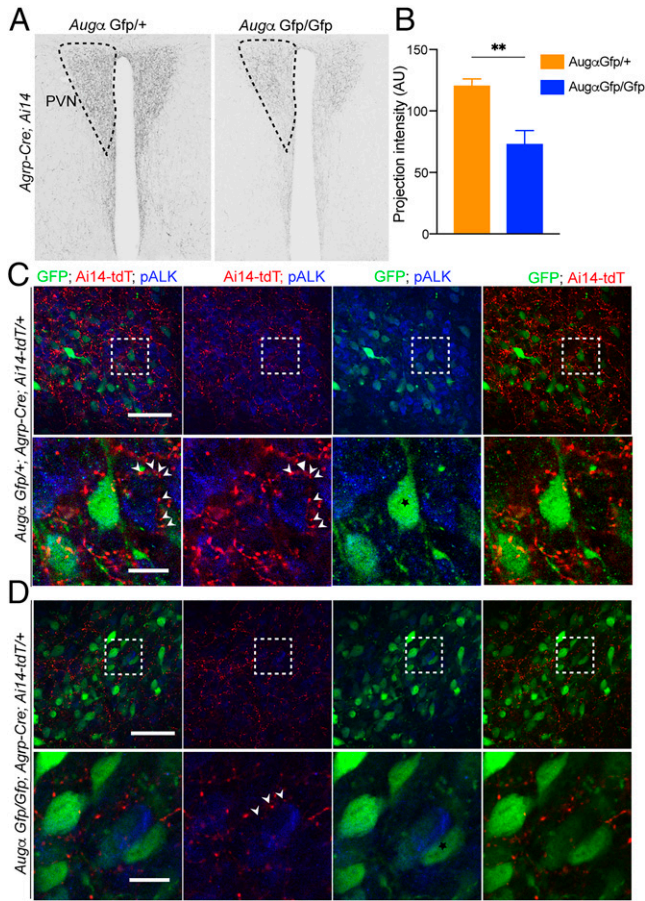 A
Augα Gfp/+
Augα Gfp/Gfp
PVN
Agrp-Cre; Ai14
B
150
100
50
0
Projection intensity (AU)
**
AugαGfp/+
AugαGfp/Gfp
C
GFP; Ai14-tdT; pALK
Ai14-tdT; pALK
GFP; pALK
GFP; Ai14-tdT
Augα Gfp/+; Agrp-Cre; Ai14-tdT/+
D
Augα Gfp/Gfp; Agrp-Cre; Ai14-tdT/+